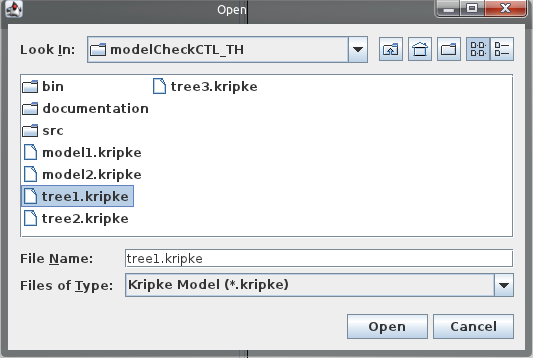 Open
Look In: modelCheckCTL_TH
bin
documentation
src
model1.kripke
model2.kripke
tree1.kripke
tree2.kripke
tree3.kripke
File Name: tree1.kripke
Files of Type: Kripke Model (*.kripke)
Open Cancel